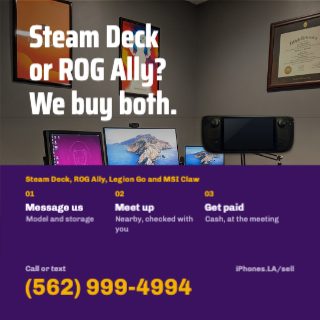 Steam Deck
or ROG Ally?
We buy both.
Steam Deck, ROG Ally, Legion Go and MSI Claw
01
Message us
Model and storage
02
Meet up
Nearby, checked with
you
03
Get paid
Cash, at the meeting
Call or text
(562) 999-4994
iPhones.LA/sell